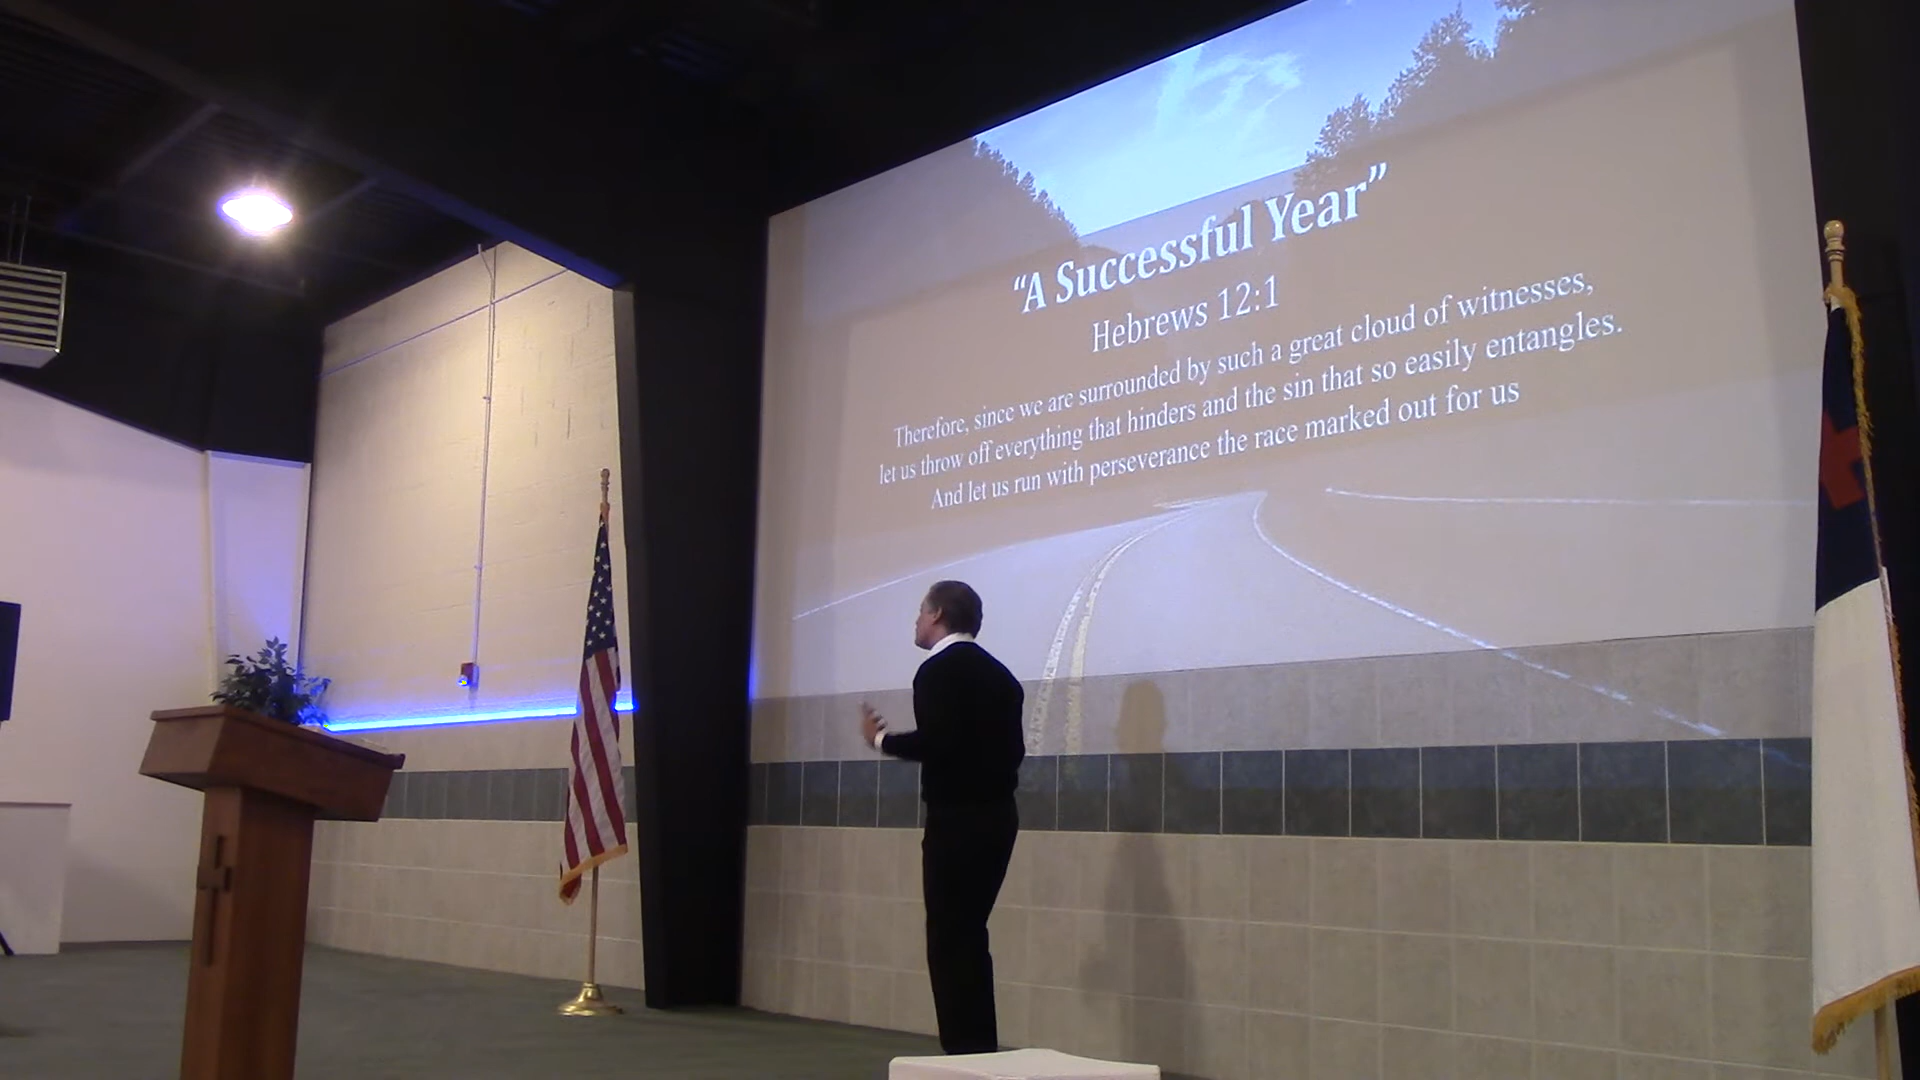 “A Successful Year”
Hebrews 12:1
Therefore, since we are surrounded by such a great cloud of witnesses,
let us throw off everything that hinders and the sin that so easily entangles.
And let us run with perseverance the race marked out for us